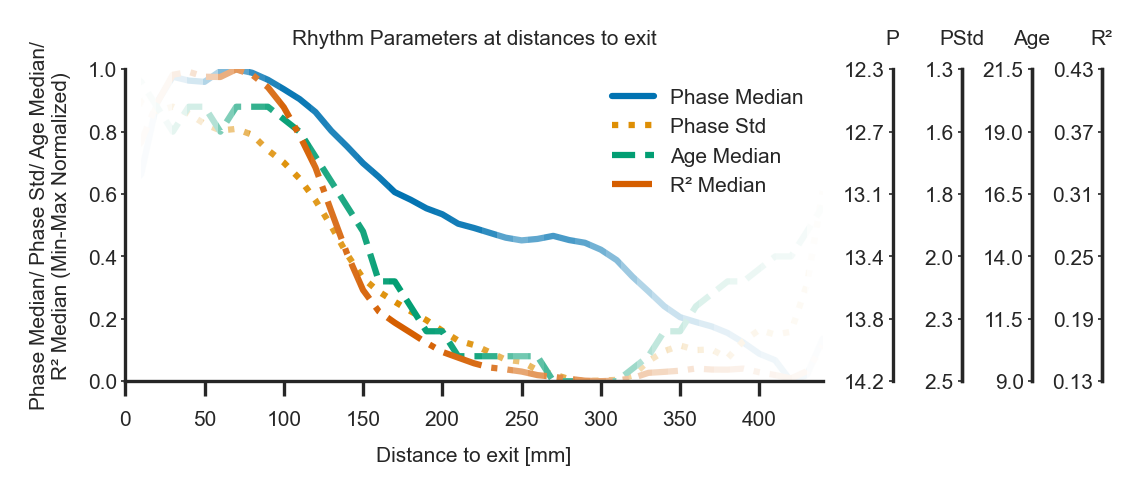 Rhythm Parameters at distances to exit
P PStd Age R²
Phase Median/ Phase Std/ Age Median/
R² Median (Min-Max Normalized)
1.0
0.8
0.6
0.4
0.2
0.0
Phase Median
Phase Std
Age Median
R² Median
12.3 1.3 21.5 0.43
12.7 1.6 19.0 0.37
13.1 1.8 16.5 0.31
13.4 2.0 14.0 0.25
13.8 2.3 11.5 0.19
14.2 2.5 9.0 0.13
0 50 100 150 200 250 300 350 400
Distance to exit [mm]